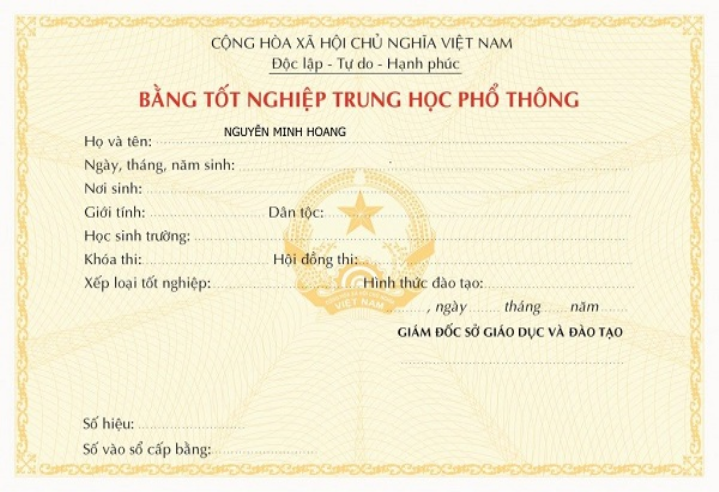 CỘNG HÒA XÃ HỘI CHỦ NGHĨA VIỆT NAM
Độc lập - Tự do - Hạnh phúc
BẰNG TỐT NGHIỆP TRUNG HỌC PHỔ THÔNG
Họ và tên: NGUYỄN MINH HOANG
Ngày, tháng, năm sinh:
Nơi sinh:
Giới tính: Dân tộc:
Học sinh trường:
Khóa thi: Hội đồng thi:
Xếp loại tốt nghiệp: Hình thức đào tạo:
VIỆT NAM
, ngày tháng năm
GIÁM ĐỐC SỞ GIÁO DỤC VÀ ĐÀO TẠO
Số hiệu:
Số vào sổ cấp bằng: